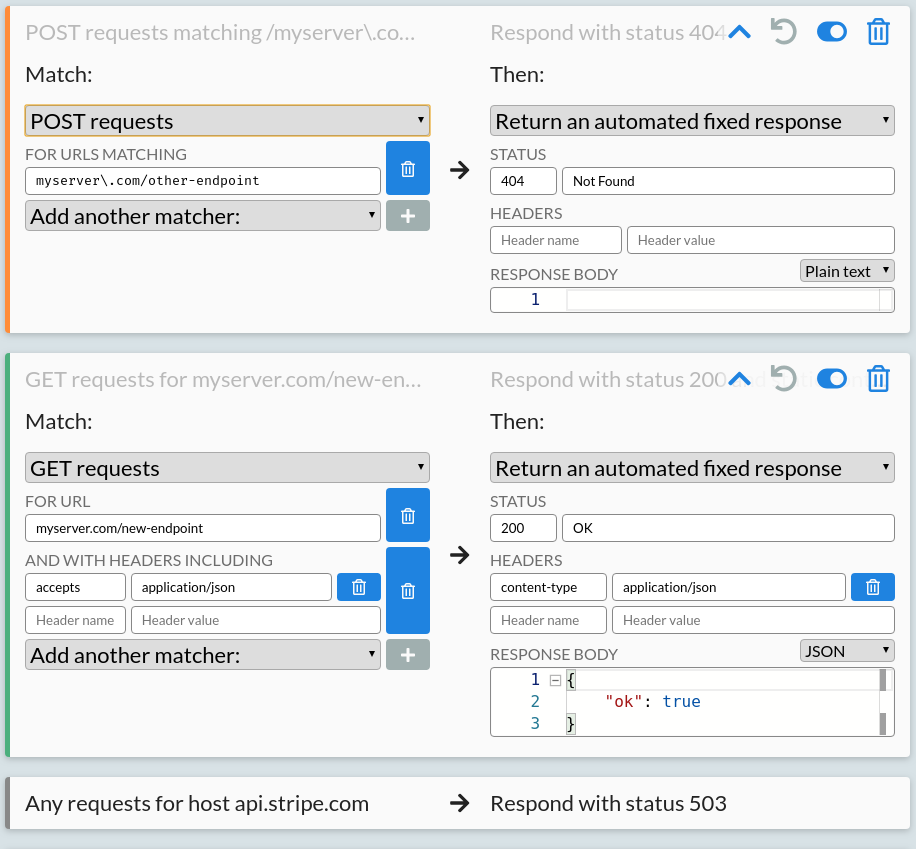 POST requests matching /myserver\.co...
Respond with status 404
Match:
Then:
POST requests
Return an automated fixed response
FOR URLS MATCHING
STATUS
myserver\.com/other-endpoint
404
Not Found
Add another matcher:
HEADERS
Header name
Header value
RESPONSE BODY
Plain text
1
GET requests for myserver.com/new-en...
Respond with status 200
Match:
Then:
GET requests
Return an automated fixed response
FOR URL
STATUS
myserver.com/new-endpoint
200
OK
AND WITH HEADERS INCLUDING
HEADERS
accepts
application/json
content-type
application/json
Header name
Header value
Header name
Header value
Add another matcher:
RESPONSE BODY
JSON
1 {
2 "ok": true
3 }
Any requests for host api.stripe.com
Respond with status 503